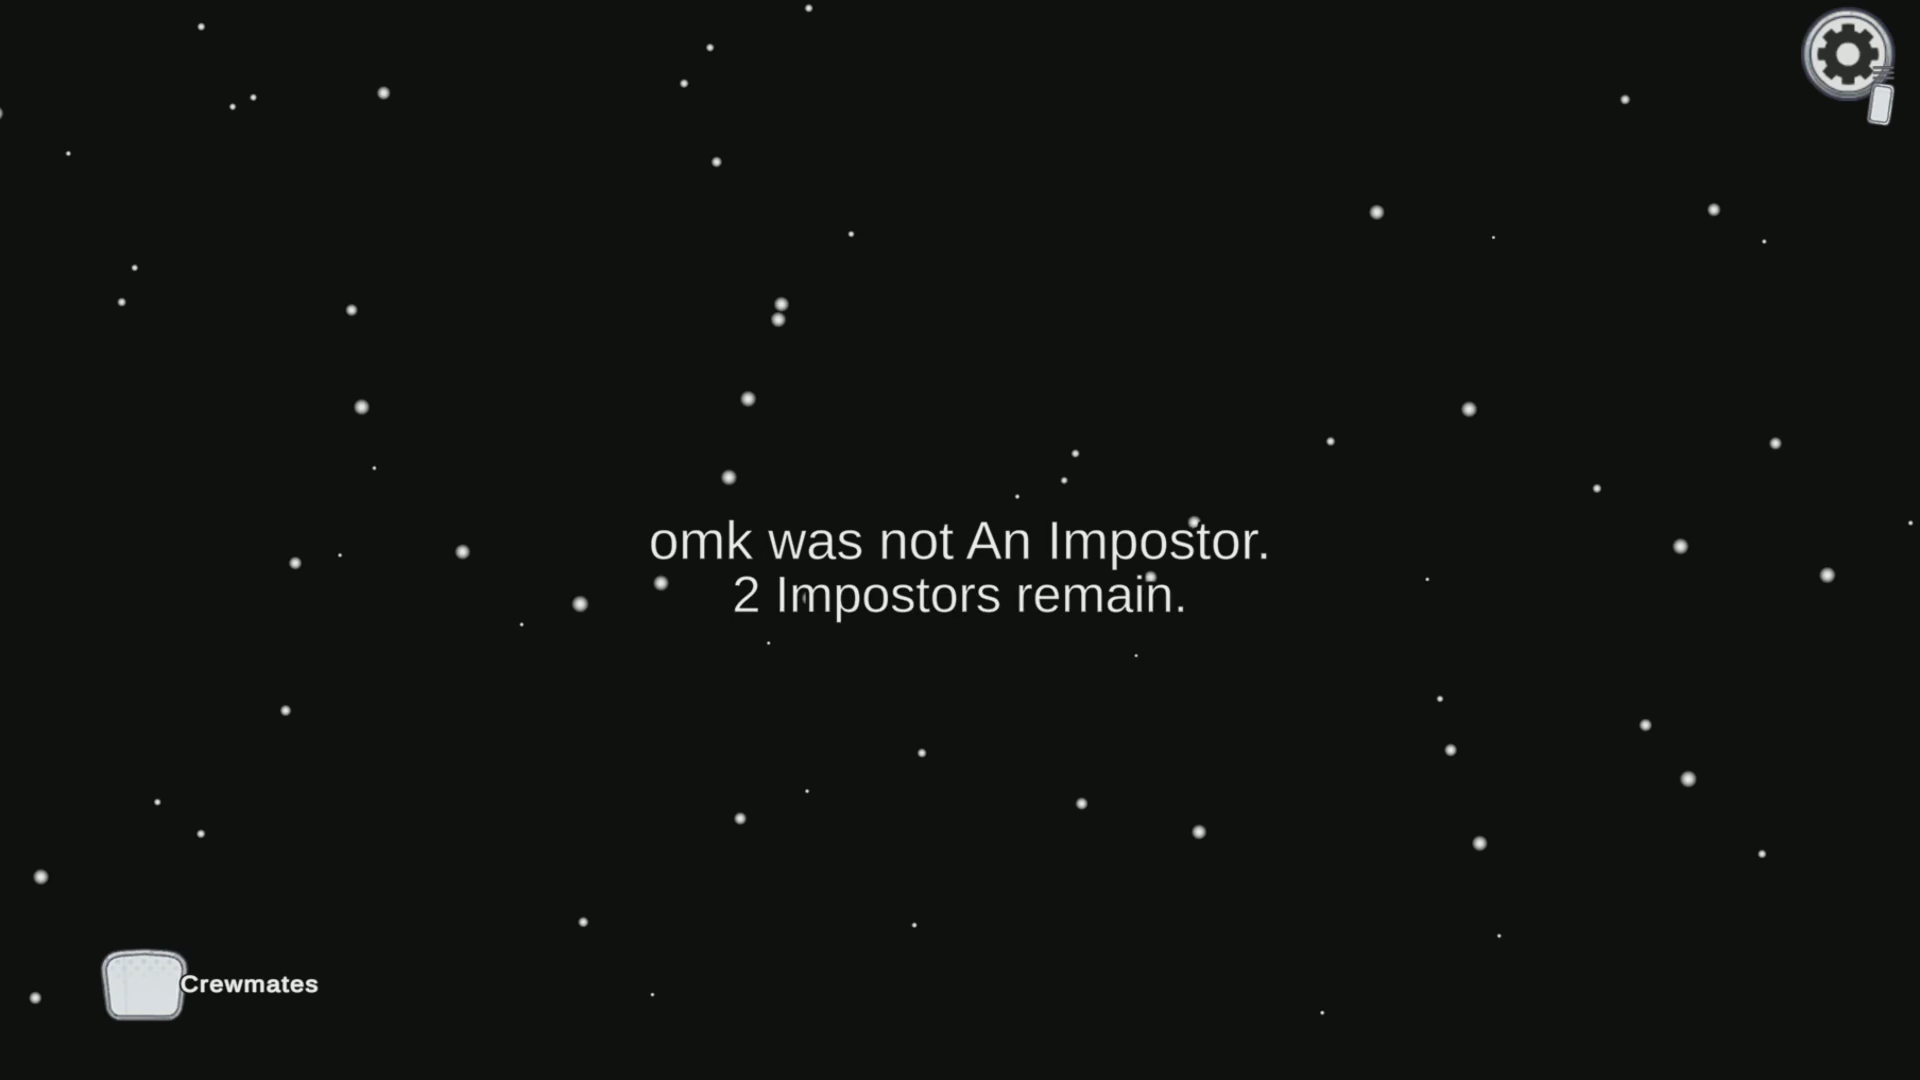 omk was not An Impostor.
2 Impostors remain.
Crewmates